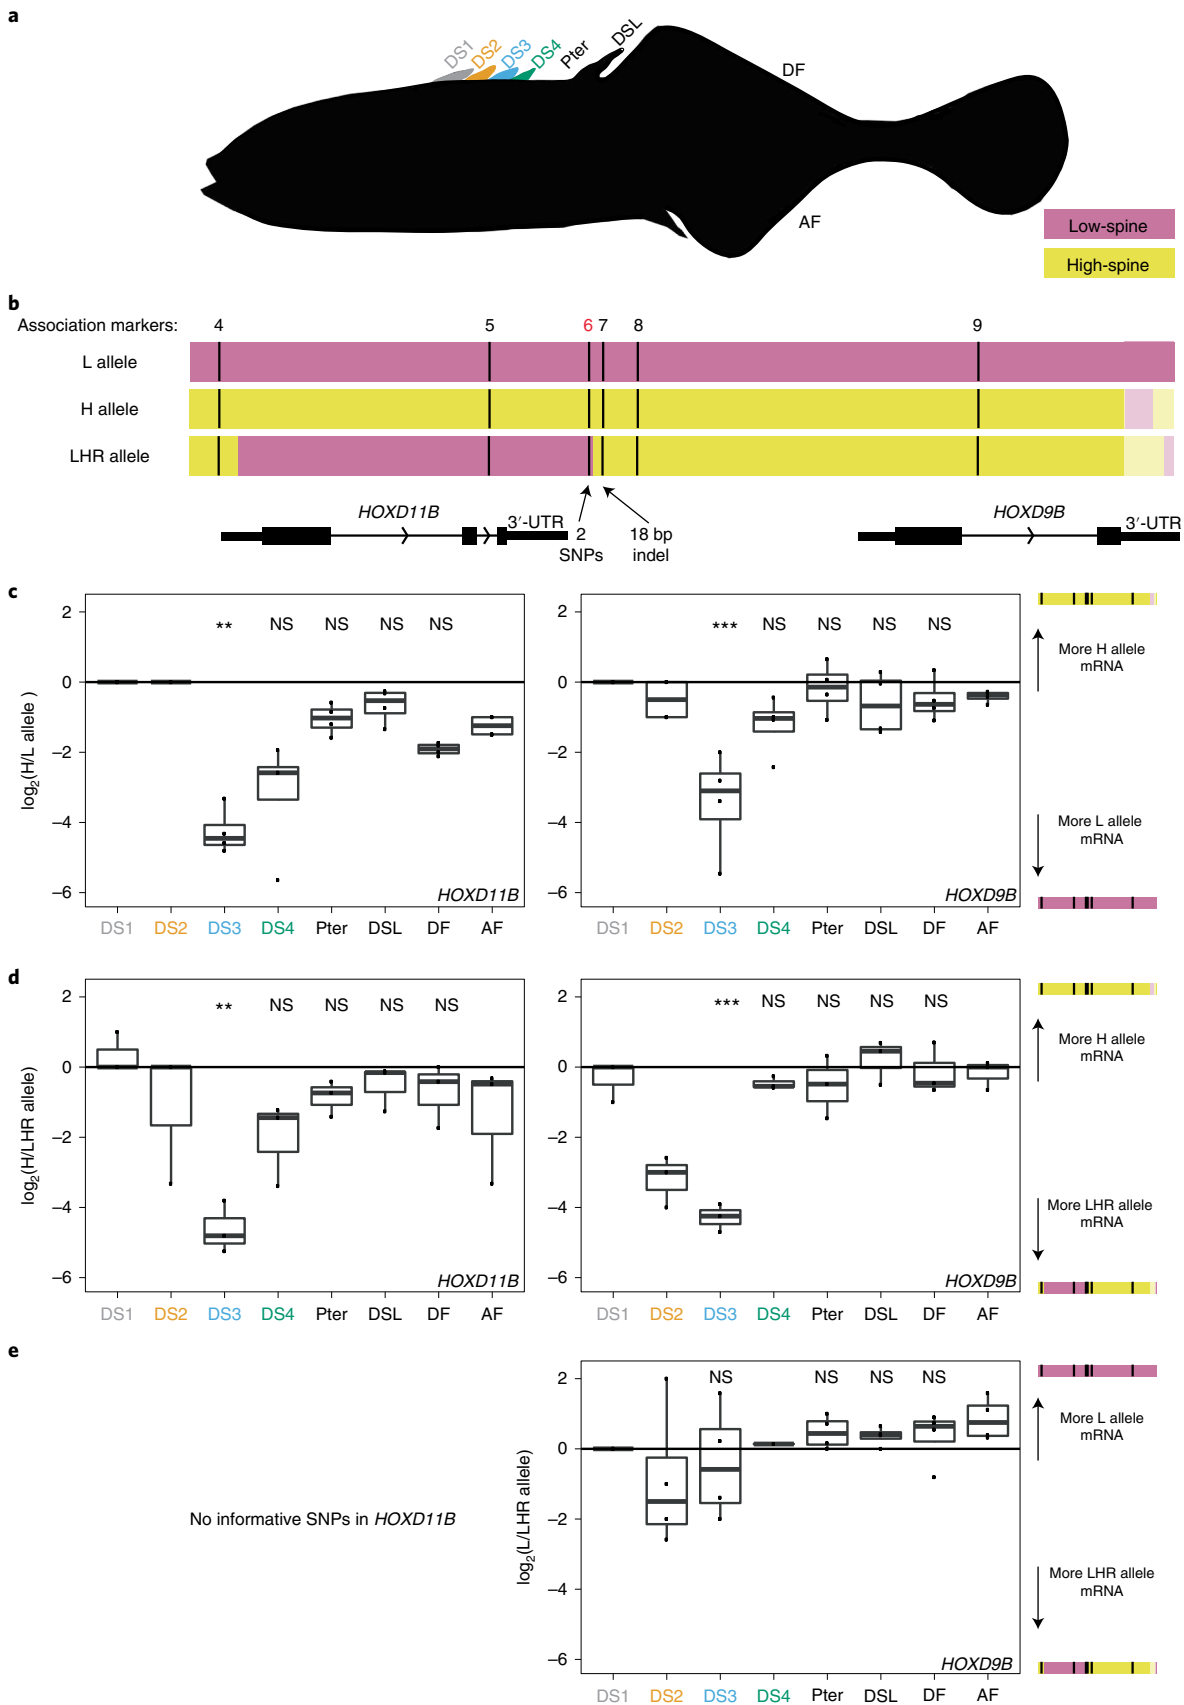 a
DS1 DS2 DS3 DS4 Pter DSL
DF
AF
Low-spine
High-spine
b
Association markers: 4 5 6 7 8 9
L allele
H allele
LHR allele
HOXD11B 3′-UTR
2 SNPs
18 bp indel
HOXD9B 3′-UTR
c
log2(H/L allele )
2
0
−2
−4
−6
** NS NS NS NS
HOXD11B
DS1 DS2 DS3 DS4 Pter DSL DF AF
2
0
−2
−4
−6
*** NS NS NS NS
HOXD9B
DS1 DS2 DS3 DS4 Pter DSL DF AF
More H allele
mRNA
More L allele
mRNA
d
log2(H/LHR allele)
2
0
−2
−4
−6
** NS NS NS NS
HOXD11B
DS1 DS2 DS3 DS4 Pter DSL DF AF
2
0
−2
−4
−6
*** NS NS NS NS
HOXD9B
DS1 DS2 DS3 DS4 Pter DSL DF AF
More H allele
mRNA
More LHR allele
mRNA
e
No informative SNPs in HOXD11B
log2(L/LHR allele)
2
0
−2
−4
−6
NS NS NS NS
HOXD9B
DS1 DS2 DS3 DS4 Pter DSL DF AF
More L allele
mRNA
More LHR allele
mRNA